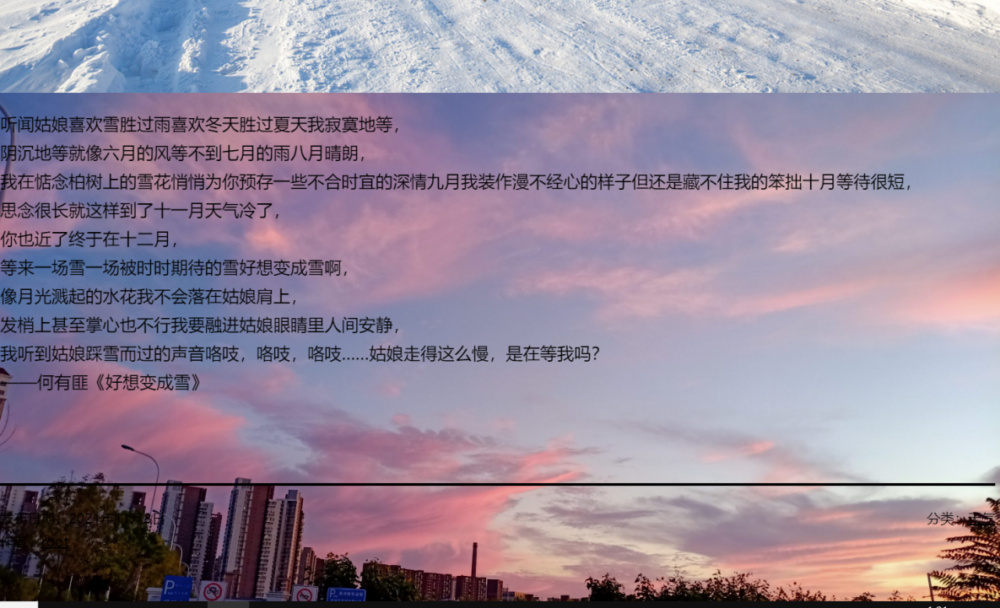 听闻姑娘喜欢雪胜过雨喜欢冬天胜过夏天我寂寞地等，
阴沉地等就像六月的风等不到七月的雨八月晴朗，
我在惦念柏树上的雪花悄悄为你预存一些不合时宜的深情九月我装作漫不经心的样子但还是藏不住我的笨拙十月等待很短，
思念很长就这样到了十一月天气冷了，
你也近了终于在十二月，
等来一场雪一场被时时期待的雪好想变成雪啊，
像月光溅起的水花我不会落在姑娘肩上，
发梢上甚至掌心也不行我要融进姑娘眼睛里人间安静，
我听到姑娘踩雪而过的声音咯吱，咯吱，咯吱……姑娘走得这么慢，是在等我吗？
——何有匪《好想变成雪》
分类：
P
P